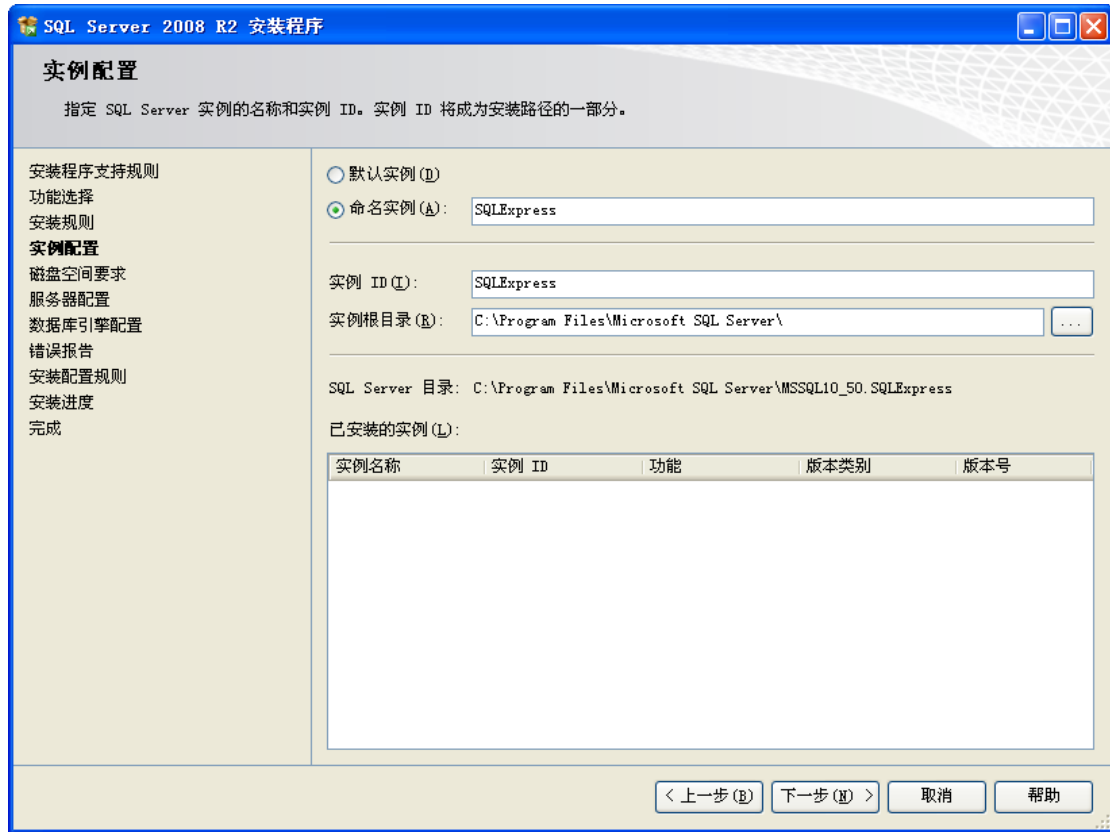 SQL Server 2008 R2 安装程序
实例配置
指定 SQL Server 实例的名称和实例 ID。实例 ID 将成为安装路径的一部分。
安装程序支持规则
功能选择
安装规则
实例配置
磁盘空间要求
服务器配置
数据库引擎配置
错误报告
安装配置规则
安装进度
完成
默认实例(D)
命名实例(A): SQLExpress
实例 ID(I): SQLExpress
实例根目录(R): C:\Program Files\Microsoft SQL Server\ ...
SQL Server 目录: C:\Program Files\Microsoft SQL Server\MSSQL10_50.SQLExpress
已安装的实例(L):
实例名称 实例 ID 功能 版本类别 版本号
< 上一步(B) 下一步(N) > 取消 帮助